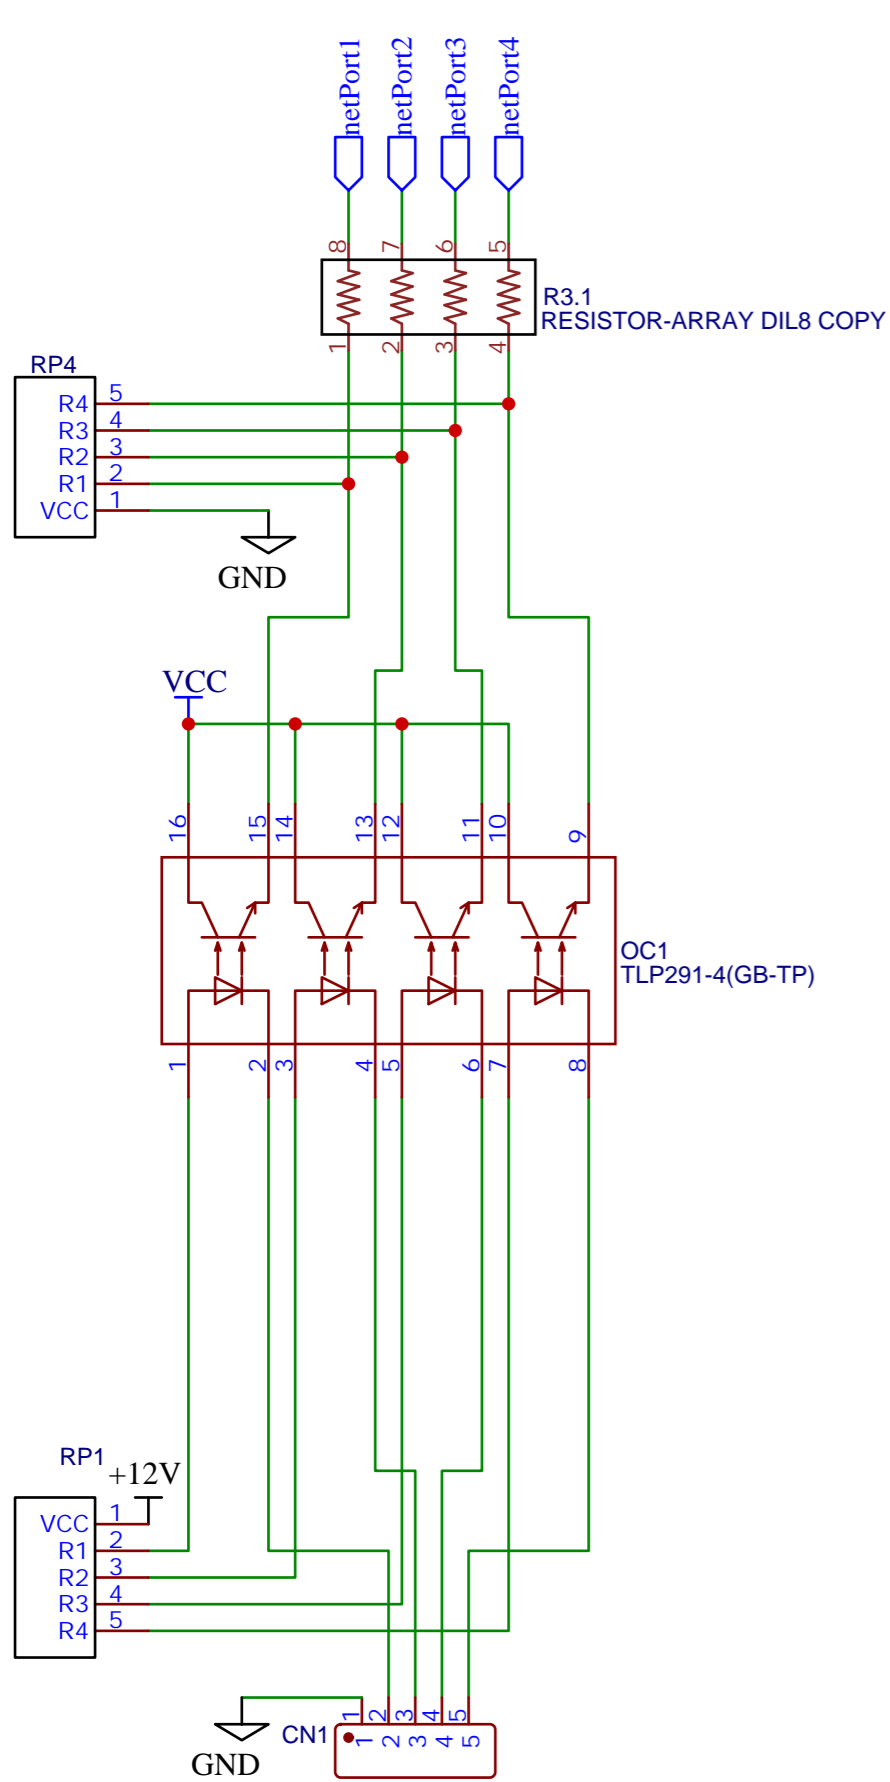 netPort1 netPort2 netPort3 netPort4
8 7 6 5
R3.1
RESISTOR-ARRAY DIL8 COPY
1 2 3 4
RP4
R4 5
R3 4
R2 3
R1 2
VCC 1
GND
VCC
16 15 14 13 12 11 10 9
OC1
TLP291-4(GB-TP)
1 2 3 4 5 6 7 8
RP1
+12V
VCC 1
R1 2
R2 3
R3 4
R4 5
1 2 3 4 5
CN1
1 2 3 4 5
GND